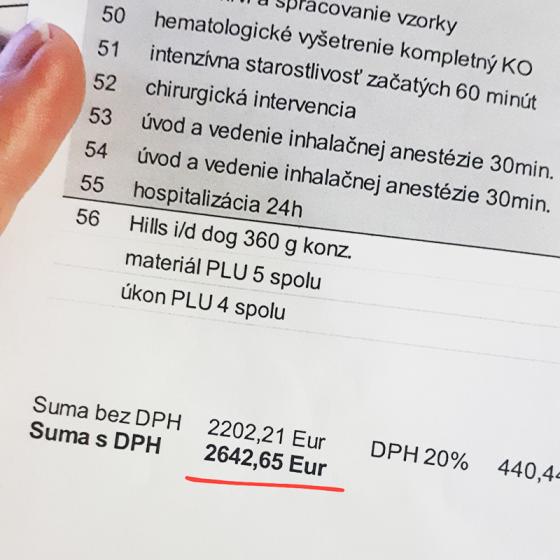 a spracovanie vzorky
50 hematologické vyšetrenie kompletný KO
51 intenzívna starostlivosť začatých 60 minút
52 chirurgická intervencia
53 úvod a vedenie inhalačnej anestézie 30min.
54 úvod a vedenie inhalačnej anestézie 30min.
55 hospitalizácia 24h
56 Hills i/d dog 360 g konz.
materiál PLU 5 spolu
úkon PLU 4 spolu
Suma bez DPH 2202,21 Eur
Suma s DPH 2642,65 Eur DPH 20% 440,44